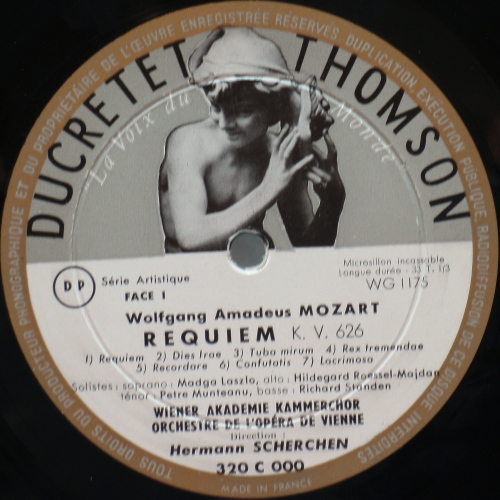 TOUS DROITS DU PRODUCTEUR PHONOGRAPHIQUE ET DU PROPRIETAIRE DE L'ŒUVRE ENREGISTRÉE RÉSERVÉS. DUPLICATION, EXÉCUTION PUBLIQUE, RADIODIFFUSION DE CE DISQUE INTERDITES
DUCRETET THOMSON
"La Voix du Monde"
Microsillon incassable
Longue durée - 33 T. 1/3
WG 1175
DP
Série Artistique
FACE 1
Wolfgang Amadeus MOZART
REQUIEM K. V. 626
1) Requiem 2) Dies Irae 3) Tuba mirum 4) Rex tremendae
5) Recordare 6) Confutatis 7) Lacrimosa
Solistes : soprano : Madga Laszlo, alto : Hildegard Roessel-Majdan
ténor : Petre Munteanu, basse : Richard Standen
WIENER AKADEMIE KAMMERCHOR
ORCHESTRE DE L'OPÉRA DE VIENNE
Direction :
Hermann SCHERCHEN
320 C 000
MADE IN FRANCE